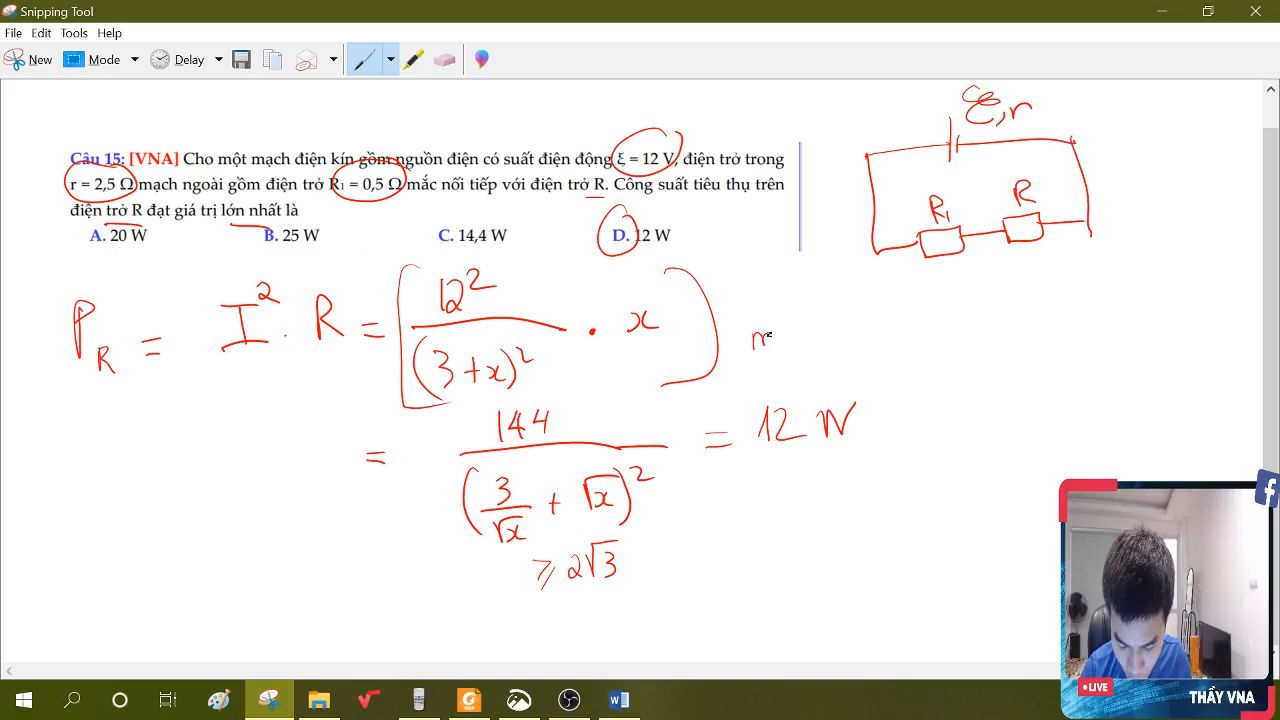 Snipping Tool
File Edit Tools Help
New Mode Delay
Câu 15: [VNA] Cho một mạch điện kín gồm nguồn điện có suất điện động ξ = 12 V, điện trở trong
r = 2,5 Ω mạch ngoài gồm điện trở R₁ = 0,5 Ω mắc nối tiếp với điện trở R. Công suất tiêu thụ trên
điện trở R đạt giá trị lớn nhất là
A. 20 W B. 25 W C. 14,4 W D. 12 W
ℰ, r
R₁ R
P_R = I². R = [12² / (3 + x)² . x]
= 144 / (3/√x + √x)² = 12 W
⩾ 2√3
LIVE
THẦY VNA